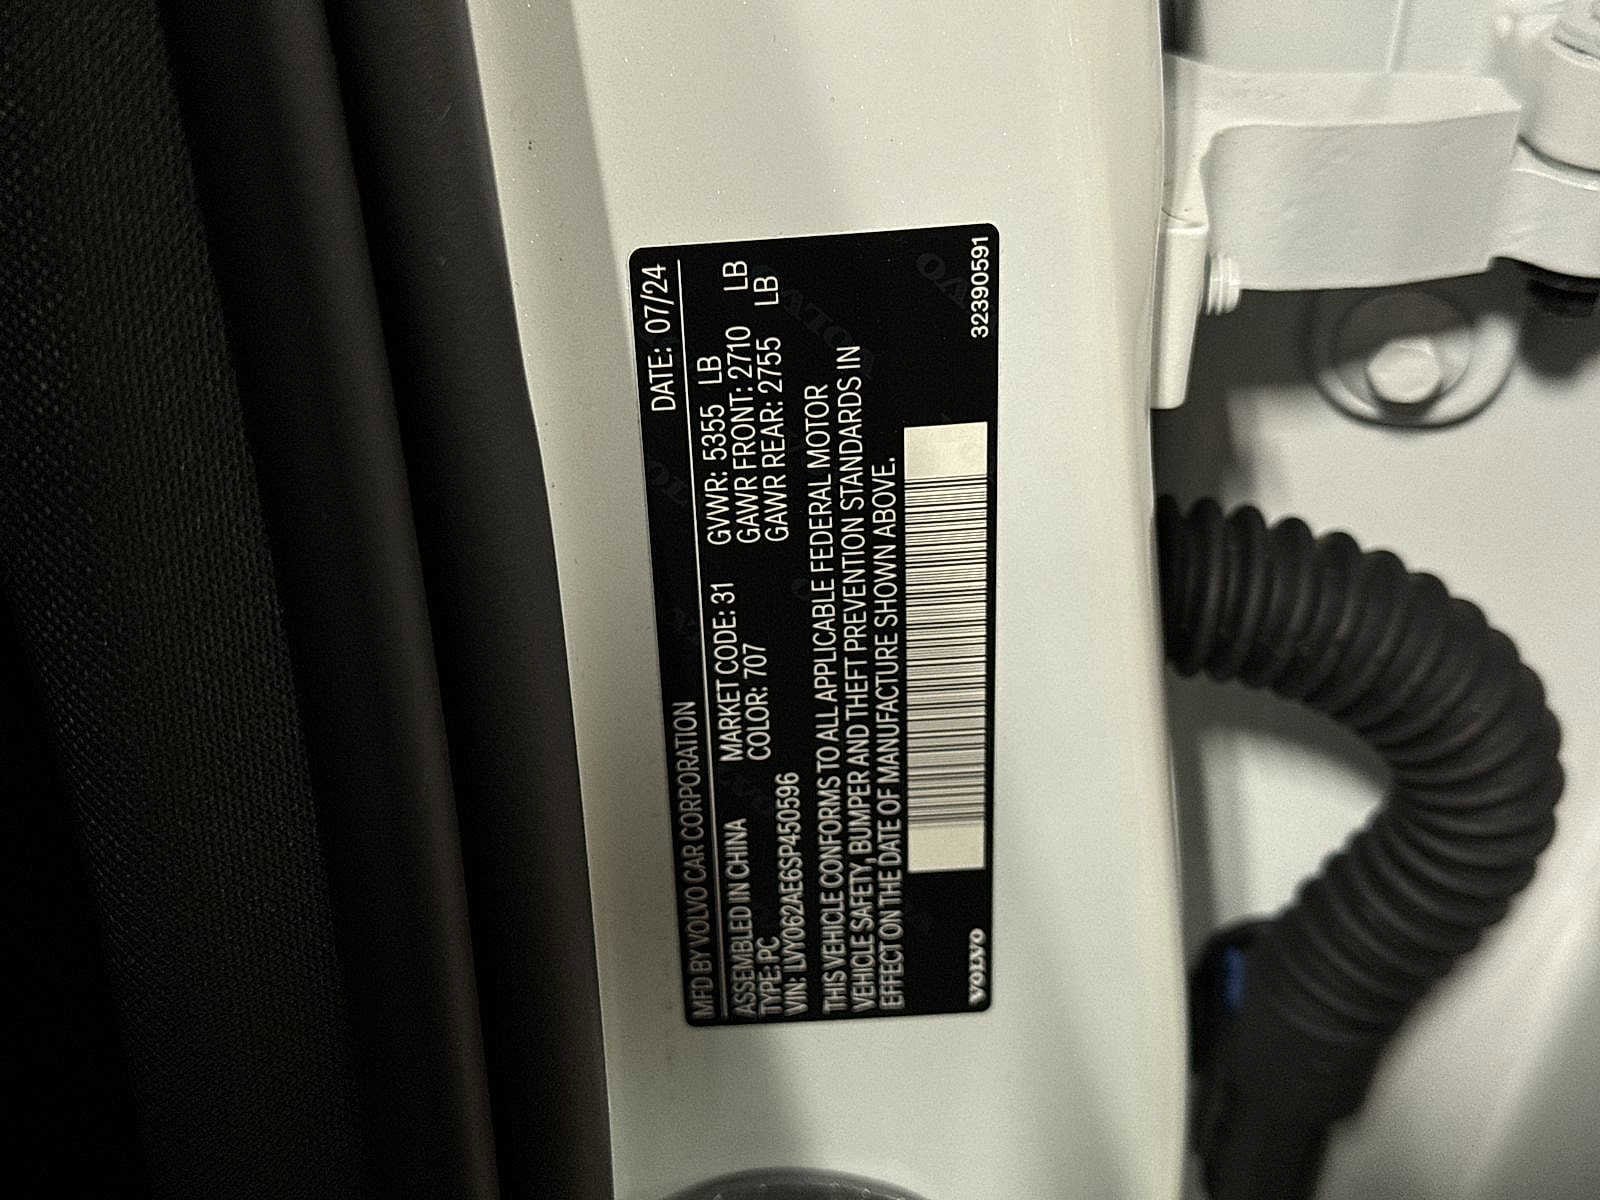 MFD BY VOLVO CAR CORPORATION DATE: 07/24
ASSEMBLED IN CHINA MARKET CODE: 31 GVWR: 5355 LB
TYPE: PC COLOR: 707 GAWR FRONT: 2710 LB
GAWR REAR: 2755 LB
VIN: LVY062AE6SP450596
THIS VEHICLE CONFORMS TO ALL APPLICABLE FEDERAL MOTOR
VEHICLE SAFETY, BUMPER AND THEFT PREVENTION STANDARDS IN
EFFECT ON THE DATE OF MANUFACTURE SHOWN ABOVE.
VOLVO 32390591